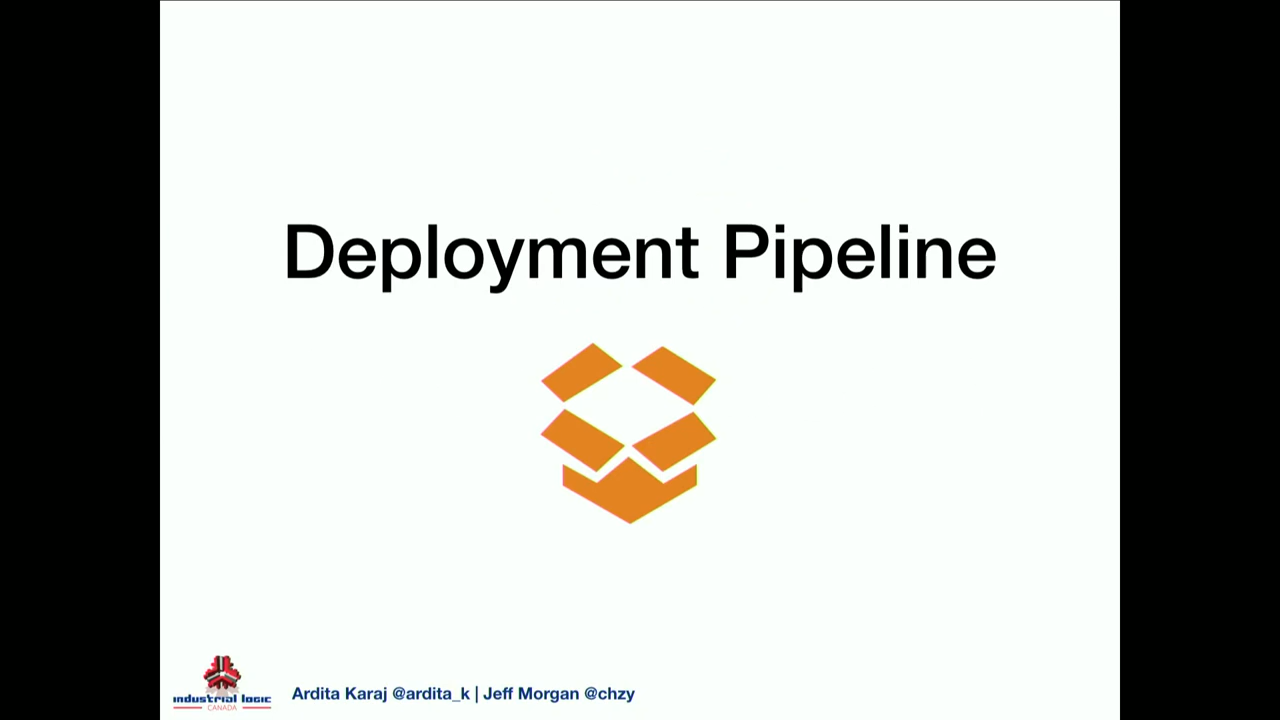 Deployment Pipeline
industrial logic
CANADA
Ardita Karaj @ardita_k | Jeff Morgan @chzy